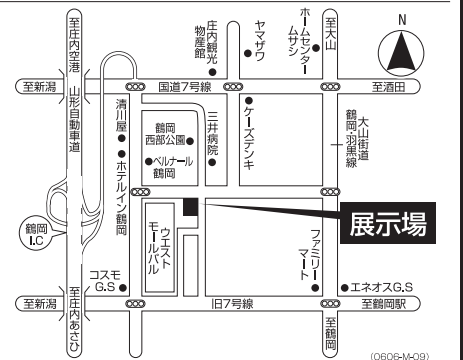 至庄内空港
山形自動車道
庄内観光
物産館
ヤマザワ
ホームセンター
ムサシ
至大山
N
至新潟
国道7号線
至酒田
清川屋
ホテルイン鶴岡
鶴岡
西部公園
ベルナール
鶴岡
三井病院
ケーズデンキ
大山街道
鶴岡・羽黒線
鶴岡
I.C
ウエスト
モールパル
展示場
ファミリー
マート
コスモ
G.S
エネオスG.S
至新潟
旧7号線
至鶴岡駅
至庄内あさひ
至鶴岡
(0606-M-09)